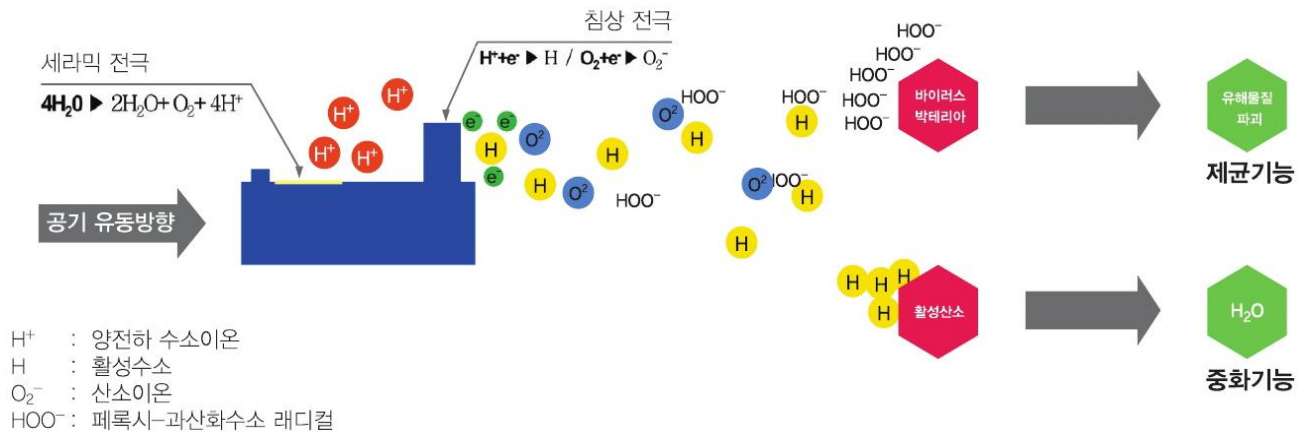 침상 전극
H⁺+e⁻ ▶ H / O₂+e⁻ ▶ O₂⁻
세라믹 전극
4H₂O ▶ 2H₂O+O₂+4H⁺
H⁺
H⁺
H⁺
H⁺
e⁻
e⁻
e⁻
H
H
O²
O²
H
HOO⁻
O²
HOO⁻
H
HOO⁻
H
O²
HOO⁻
H
H
HOO⁻
HOO⁻
HOO⁻
HOO⁻
HOO⁻
바이러스
박테리아
유해물질
파괴
제균기능
공기 유동방향
H
H
H
H
활성산소
H₂O
중화기능
H⁺ : 양전하 수소이온
H : 활성수소
O₂⁻ : 산소이온
HOO⁻ : 페록시-과산화수소 래디컬